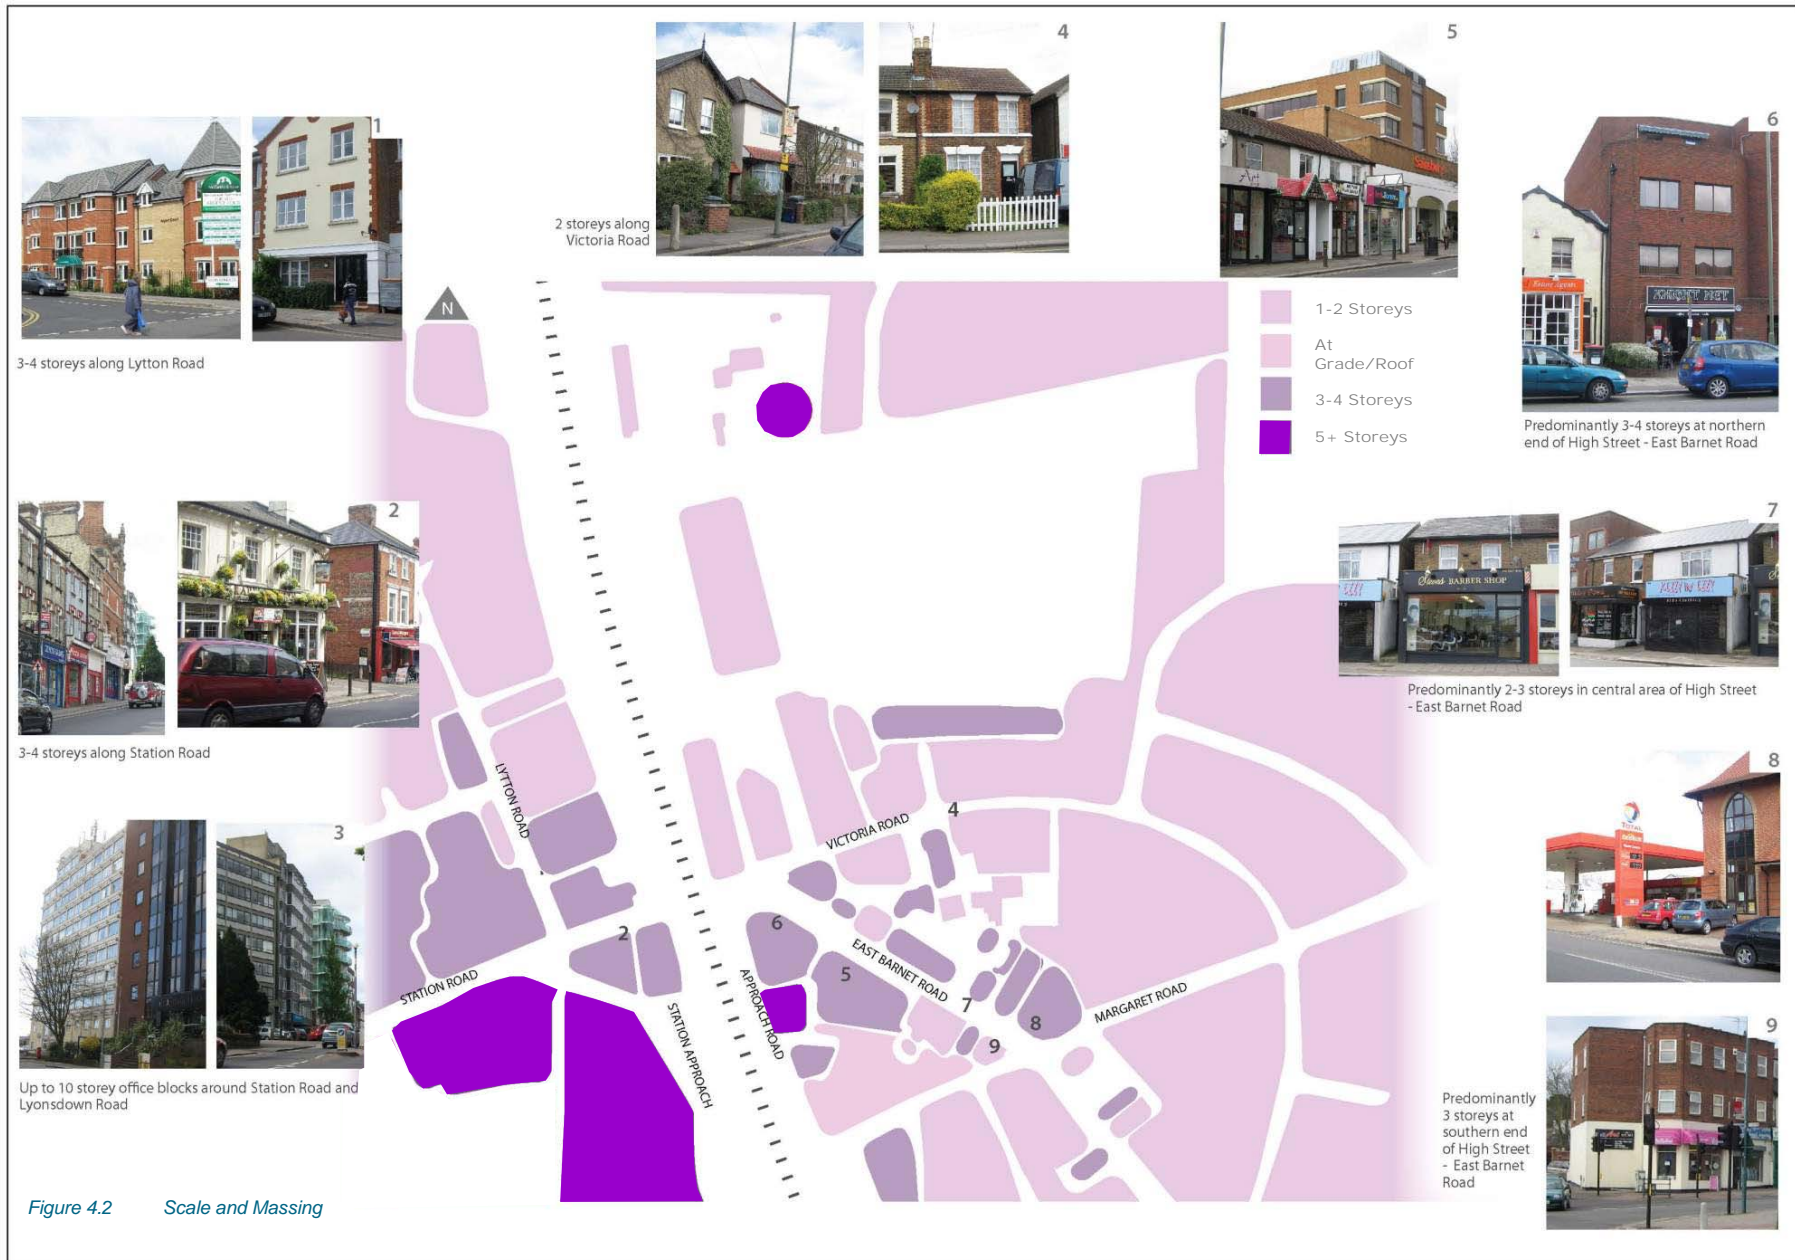 4
5
6
1
2 storeys along
Victoria Road
N
1-2 Storeys
At
Grade/Roof
3-4 Storeys
5+ Storeys
3-4 storeys along Lytton Road
Predominantly 3-4 storeys at northern
end of High Street - East Barnet Road
2
7
BARBER SHOP
Predominantly 2-3 storeys in central area of High Street
- East Barnet Road
3-4 storeys along Station Road
8
TOTAL
3
LYTTON ROAD
VICTORIA ROAD
4
2
6
5
EAST BARNET ROAD
7
8
9
STATION ROAD
APPROACH ROAD
STATION APPROACH
MARGARET ROAD
9
Up to 10 storey office blocks around Station Road and
Lyonsdown Road
Predominantly
3 storeys at
southern end
of High Street
- East Barnet
Road
Figure 4.2 Scale and Massing